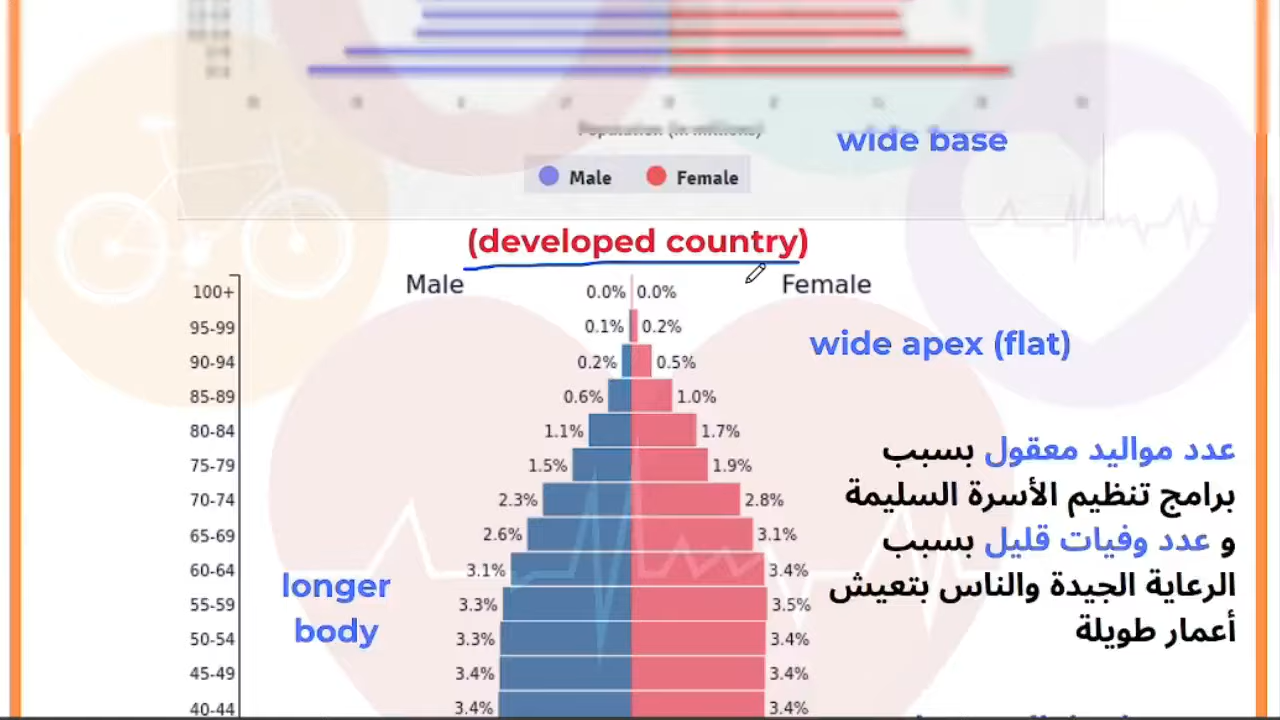 Population (in millions)
wide base
Male Female
(developed country)
Male Female
100+ 0.0% 0.0%
95-99 0.1% 0.2%
wide apex (flat)
90-94 0.2% 0.5%
85-89 0.6% 1.0%
80-84 1.1% 1.7%
عدد مواليد معقول بسبب
75-79 1.5% 1.9%
برامج تنظيم الأسرة السليمة
70-74 2.3% 2.8%
و عدد وفيات قليل بسبب
65-69 2.6% 3.1%
60-64 3.1% 3.4%
الرعاية الجيدة والناس بتعيش
longer
55-59 3.3% 3.5%
أعمار طويلة
body
50-54 3.3% 3.4%
45-49 3.4% 3.4%
40-44 3.4% 3.4%